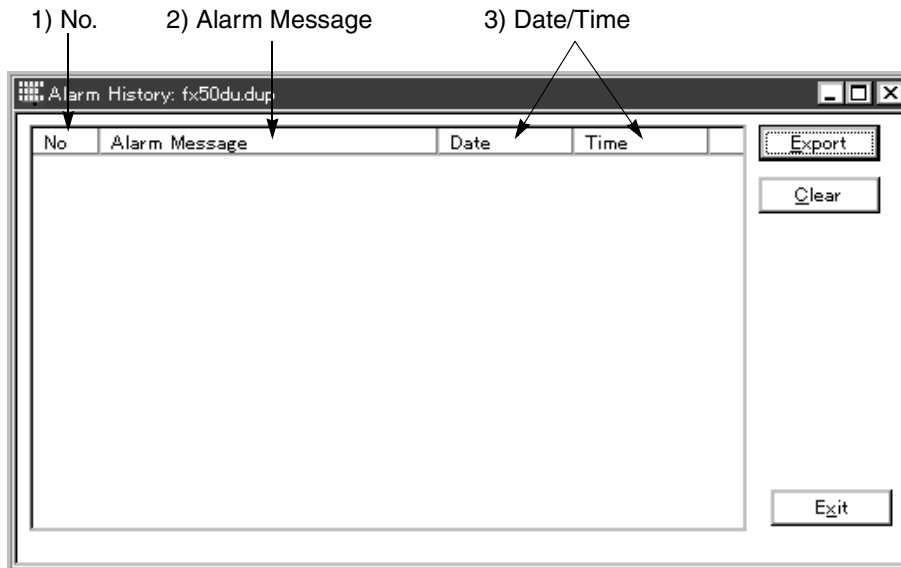 1) No. 2) Alarm Message 3) Date/Time
Alarm History: fx50du.dup
No Alarm Message Date Time
Export
Clear
Exit